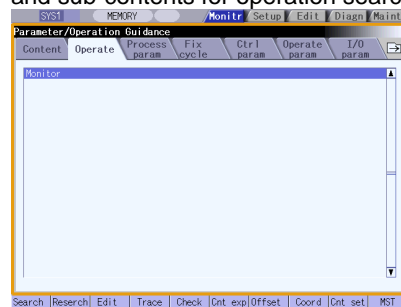 and sub-contents for operation searc
SYS1 MEMORY Monitr Setup Edit Diagn Maint
Parameter/Operation Guidance
Content Operate Process param Fix cycle Ctrl param Operate param I/O param
Monitor
Search Reserch Edit Trace Check Cnt exp Offset Coord Cnt set MST